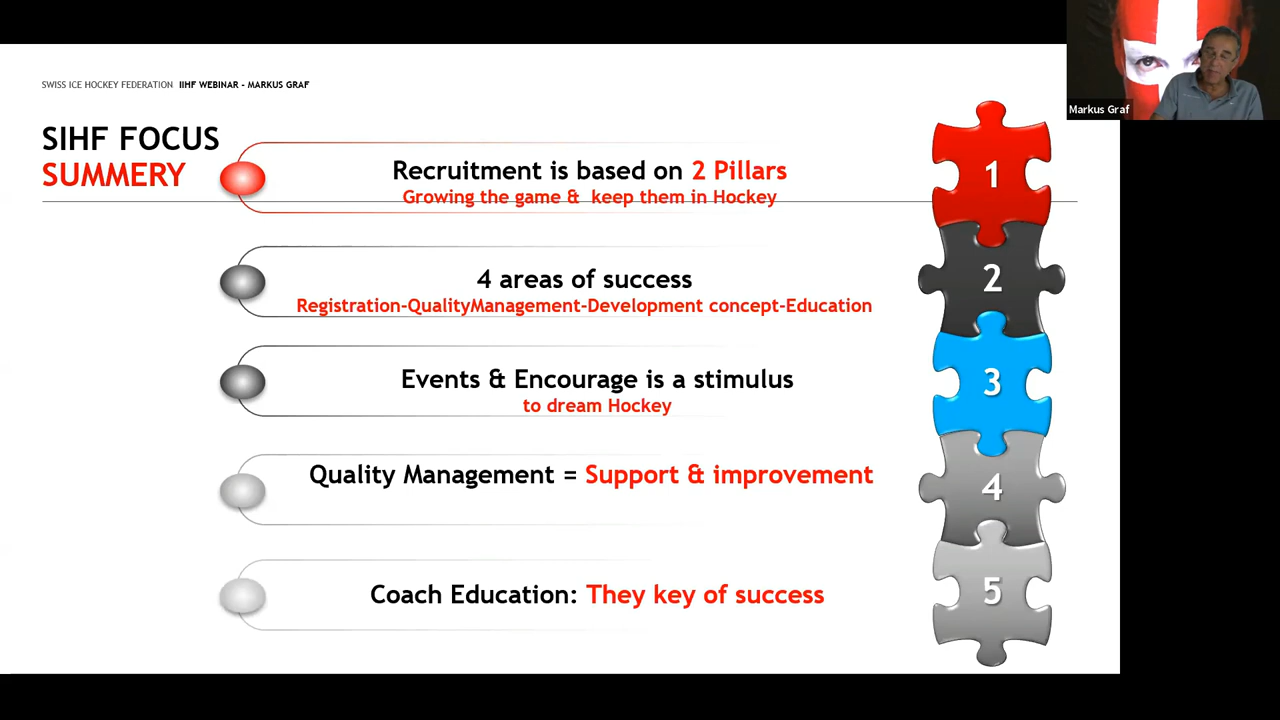 SWISS ICE HOCKEY FEDERATION IIHF WEBINAR - MARKUS GRAF
Markus Graf
SIHF FOCUS
SUMMERY
Recruitment is based on 2 Pillars
Growing the game & keep them in Hockey
1
4 areas of success
Registration-QualityManagement-Development concept-Education
2
Events & Encourage is a stimulus
to dream Hockey
3
Quality Management = Support & improvement
4
Coach Education: They key of success
5